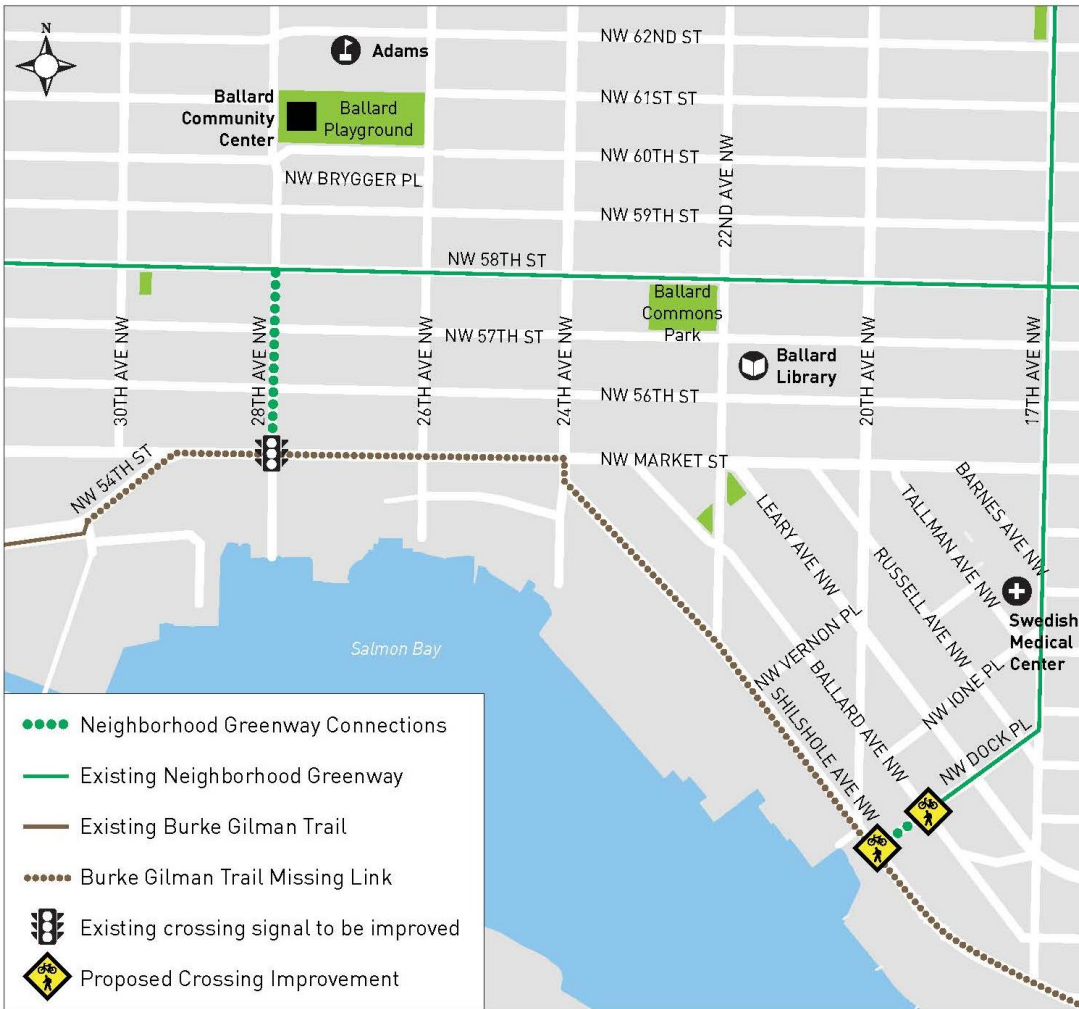 N
NW 62ND ST
Adams
Ballard
Community
Center
Ballard
Playground
NW 61ST ST
NW 60TH ST
NW BRYGGER PL
22ND AVE NW
NW 59TH ST
NW 58TH ST
Ballard
Commons
Park
NW 57TH ST
30TH AVE NW
28TH AVE NW
26TH AVE NW
24TH AVE NW
20TH AVE NW
17TH AVE NW
Ballard
Library
NW 56TH ST
NW 54TH ST
NW MARKET ST
LEARY AVE NW
RUSSELL AVE NW
TALLMAN AVE NW
BARNES AVE NW
Swedish
Medical
Center
Salmon Bay
NW VERNON PL
SHILSHOLE AVE NW
BALLARD AVE NW
NW IONE PL
NW DOCK PL
Neighborhood Greenway Connections
Existing Neighborhood Greenway
Existing Burke Gilman Trail
Burke Gilman Trail Missing Link
Existing crossing signal to be improved
Proposed Crossing Improvement